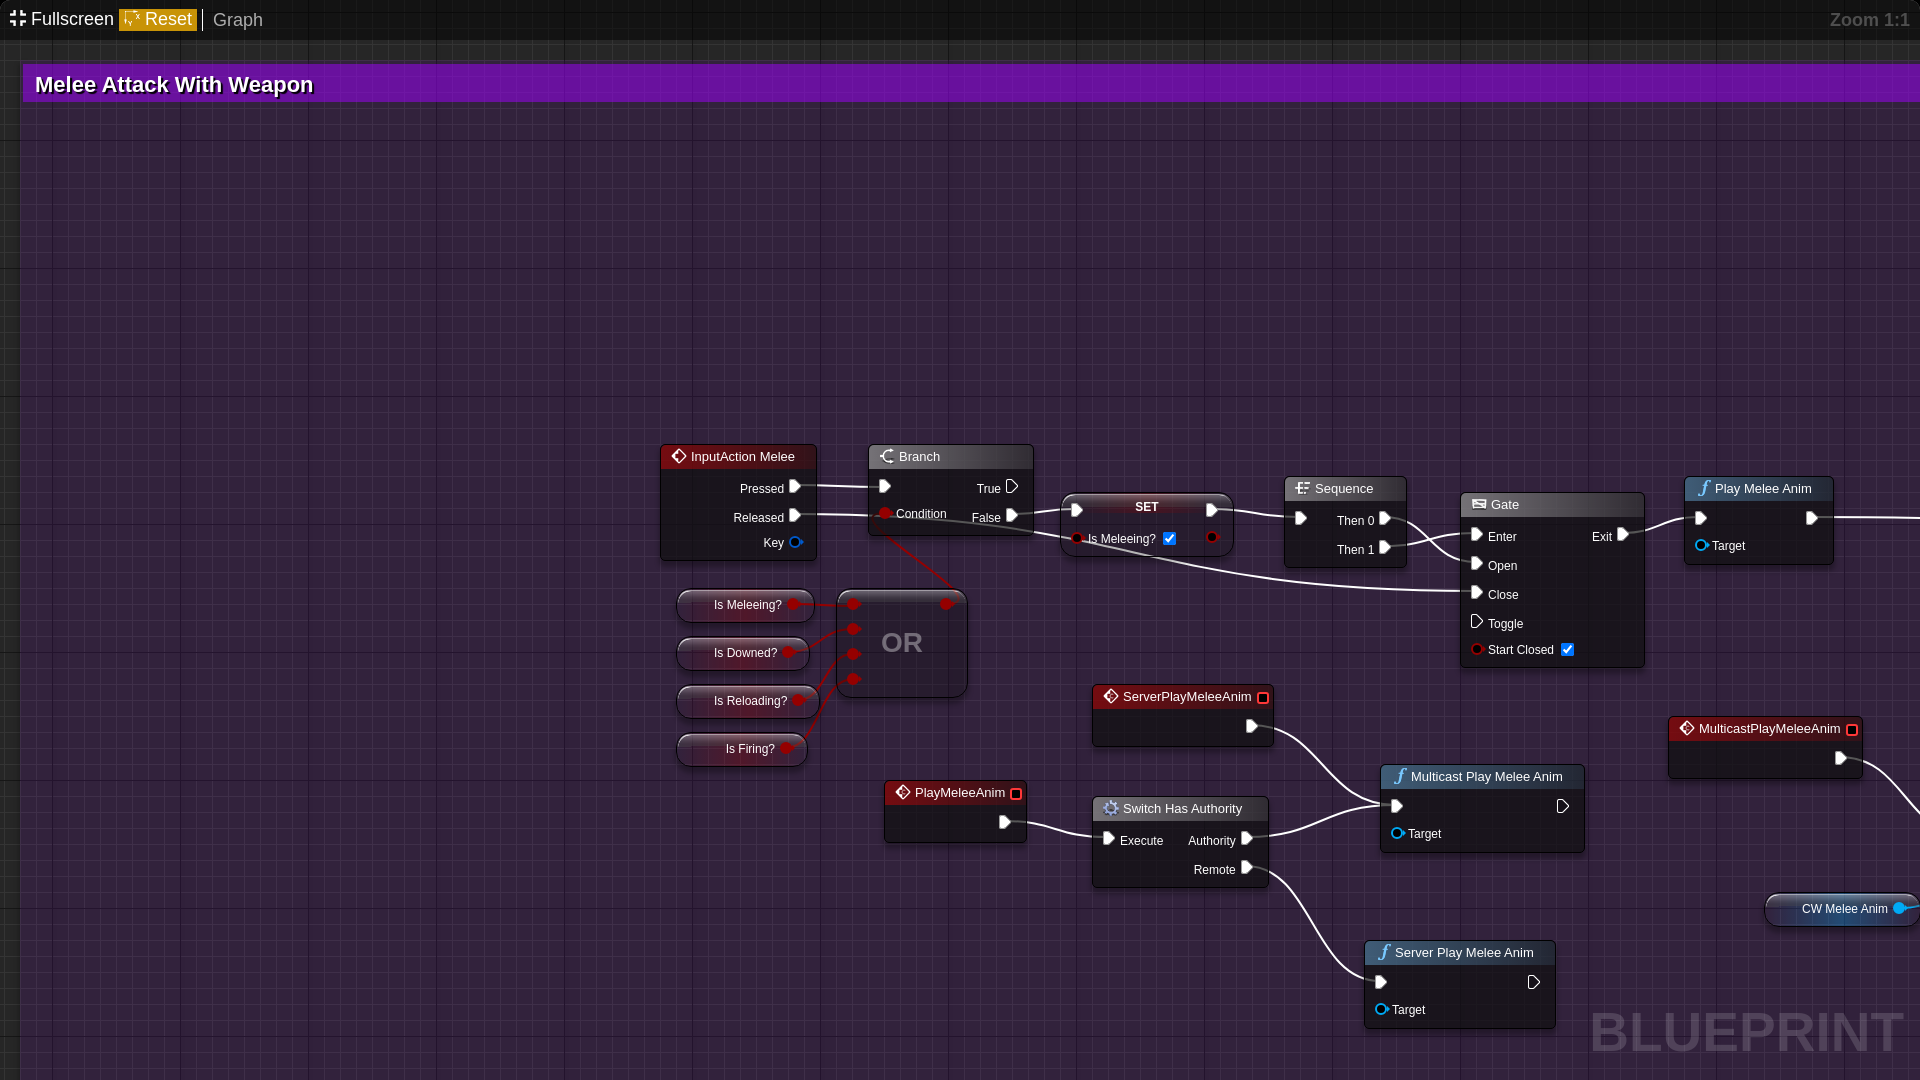 Fullscreen Reset Graph Zoom 1:1
Melee Attack With Weapon
InputAction Melee
Pressed
Released
Key
Branch
True
Condition False
SET
Is Meleeing?
Sequence
Then 0
Then 1
Gate
Enter Exit
Open
Close
Toggle
Start Closed
Play Melee Anim
Target
Is Meleeing?
Is Downed?
Is Reloading?
Is Firing?
OR
ServerPlayMeleeAnim
MulticastPlayMeleeAnim
PlayMeleeAnim
Switch Has Authority
Execute Authority
Remote
Multicast Play Melee Anim
Target
CW Melee Anim
Server Play Melee Anim
Target
BLUEPRINT